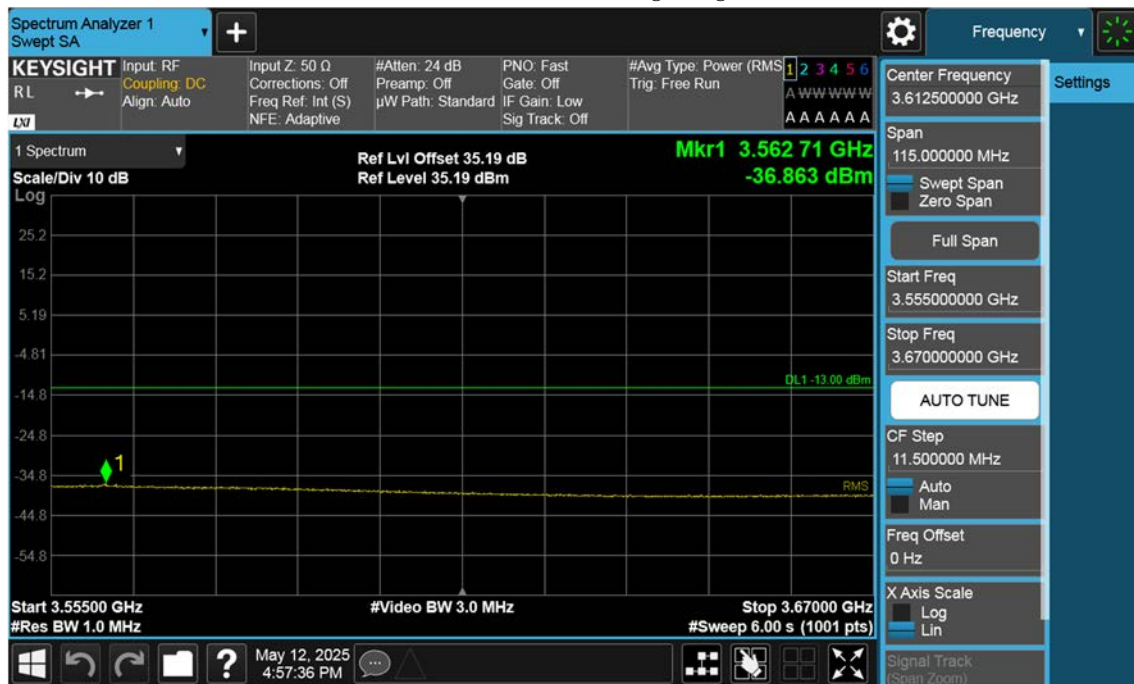 Spectrum Analyzer 1
Swept SA
+
Frequency
KEYSIGHT
RL
LXI
Input: RF
Coupling: DC
Align: Auto
Input Z: 50 Ω
Corrections: Off
Freq Ref: Int (S)
NFE: Adaptive
#Atten: 24 dB
Preamp: Off
µW Path: Standard
PNO: Fast
Gate: Off
IF Gain: Low
Sig Track: Off
#Avg Type: Power (RMS
Trig: Free Run
1 2 3 4 5 6
A W W W W W
A A A A A A
1 Spectrum
Scale/Div 10 dB
Ref Lvl Offset 35.19 dB
Ref Level 35.19 dBm
Mkr1 3.562 71 GHz
-36.863 dBm
Log
25.2
15.2
5.19
-4.81
DL1 -13.00 dBm
-14.8
-24.8
1
-34.8
RMS
-44.8
-54.8
Start 3.55500 GHz
#Res BW 1.0 MHz
#Video BW 3.0 MHz
Stop 3.67000 GHz
#Sweep 6.00 s (1001 pts)
?
May 12, 2025
4:57:36 PM
Center Frequency
3.612500000 GHz
Span
115.000000 MHz
Swept Span
Zero Span
Full Span
Start Freq
3.555000000 GHz
Stop Freq
3.670000000 GHz
AUTO TUNE
CF Step
11.500000 MHz
Auto
Man
Freq Offset
0 Hz
X Axis Scale
Log
Lin
Signal Track
(Span Zoom)
Settings